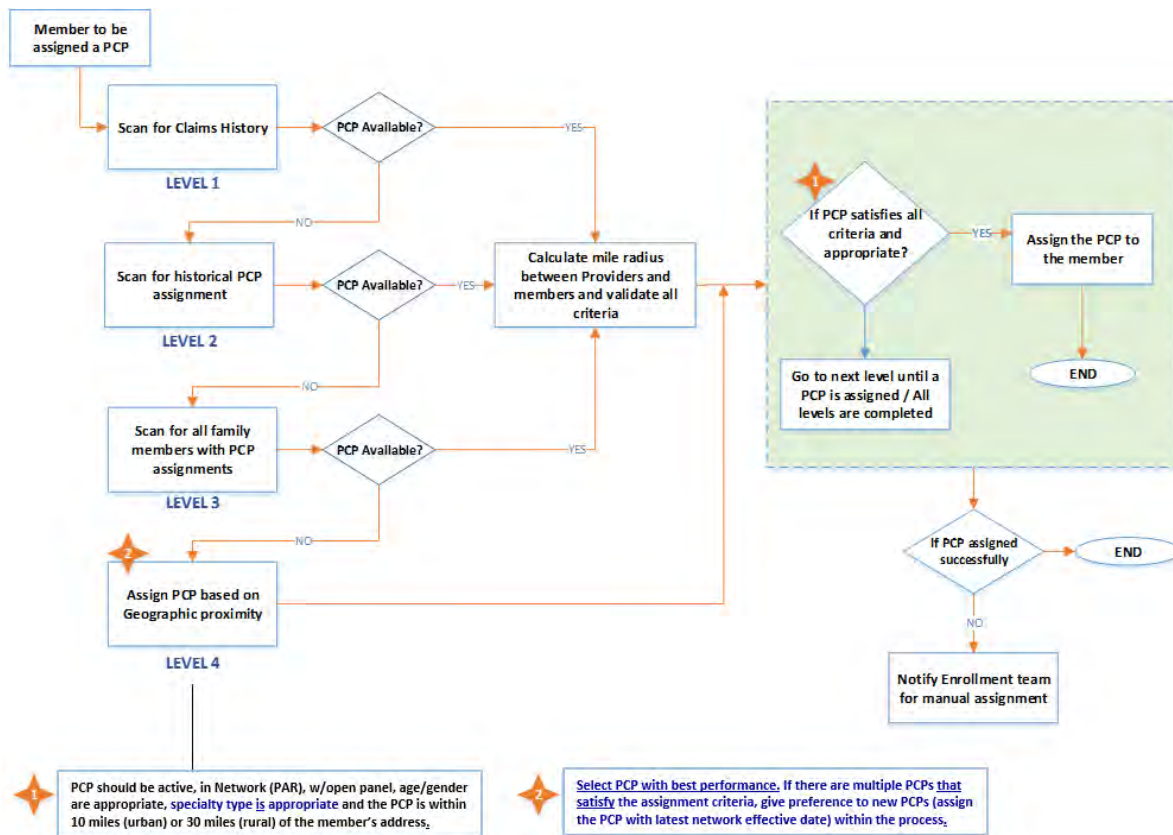 Member to be
assigned a PCP
Scan for Claims History
PCP Available?
YES
LEVEL 1
NO
Scan for historical PCP
assignment
PCP Available?
YES
LEVEL 2
NO
Scan for all family
members with PCP
assignments
PCP Available?
YES
LEVEL 3
NO
2
Assign PCP based on
Geographic proximity
LEVEL 4
Calculate mile radius
between Providers and
members and validate all
criteria
1
If PCP satisfies all
criteria and
appropriate?
YES
Assign the PCP to
the member
END
Go to next level until a
PCP is assigned / All
levels are completed
If PCP assigned
successfully
END
NO
Notify Enrollment team
for manual assignment
1
PCP should be active, in Network (PAR), w/open panel, age/gender
are appropriate, specialty type is appropriate and the PCP is within
10 miles (urban) or 30 miles (rural) of the member's address.
2
Select PCP with best performance. If there are multiple PCPs that
satisfy the assignment criteria, give preference to new PCPs (assign
the PCP with latest network effective date) within the process.